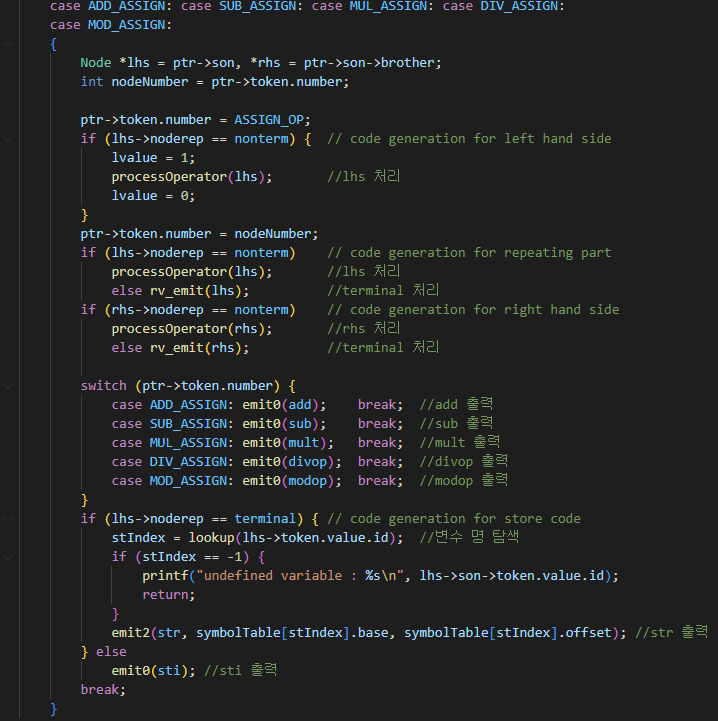 case ADD_ASSIGN: case SUB_ASSIGN: case MUL_ASSIGN: case DIV_ASSIGN:
case MOD_ASSIGN:
{
    Node *lhs = ptr->son, *rhs = ptr->son->brother;
    int nodeNumber = ptr->token.number;

    ptr->token.number = ASSIGN_OP;
    if (lhs->noderep == nonterm) {  // code generation for left hand side
        lvalue = 1;
        processOperator(lhs);       //lhs 처리
        lvalue = 0;
    }
    ptr->token.number = nodeNumber;
    if (lhs->noderep == nonterm)    // code generation for repeating part
        processOperator(lhs);       //lhs 처리
        else rv_emit(lhs);          //terminal 처리
    if (rhs->noderep == nonterm)    // code generation for right hand side
        processOperator(rhs);       //rhs 처리
        else rv_emit(rhs);          //terminal 처리

    switch (ptr->token.number) {
        case ADD_ASSIGN: emit0(add);    break;  //add 출력
        case SUB_ASSIGN: emit0(sub);    break;  //sub 출력
        case MUL_ASSIGN: emit0(mult);   break;  //mult 출력
        case DIV_ASSIGN: emit0(divop);  break;  //divop 출력
        case MOD_ASSIGN: emit0(modop);  break;  //modop 출력
    }
    if (lhs->noderep == terminal) { // code generation for store code
        stIndex = lookup(lhs->token.value.id);  //변수 명 탐색
        if (stIndex == -1) {
            printf("undefined variable : %s\n", lhs->son->token.value.id);
            return;
        }
        emit2(str, symbolTable[stIndex].base, symbolTable[stIndex].offset); //str 출력
    } else
        emit0(sti); //sti 출력
    break;
}